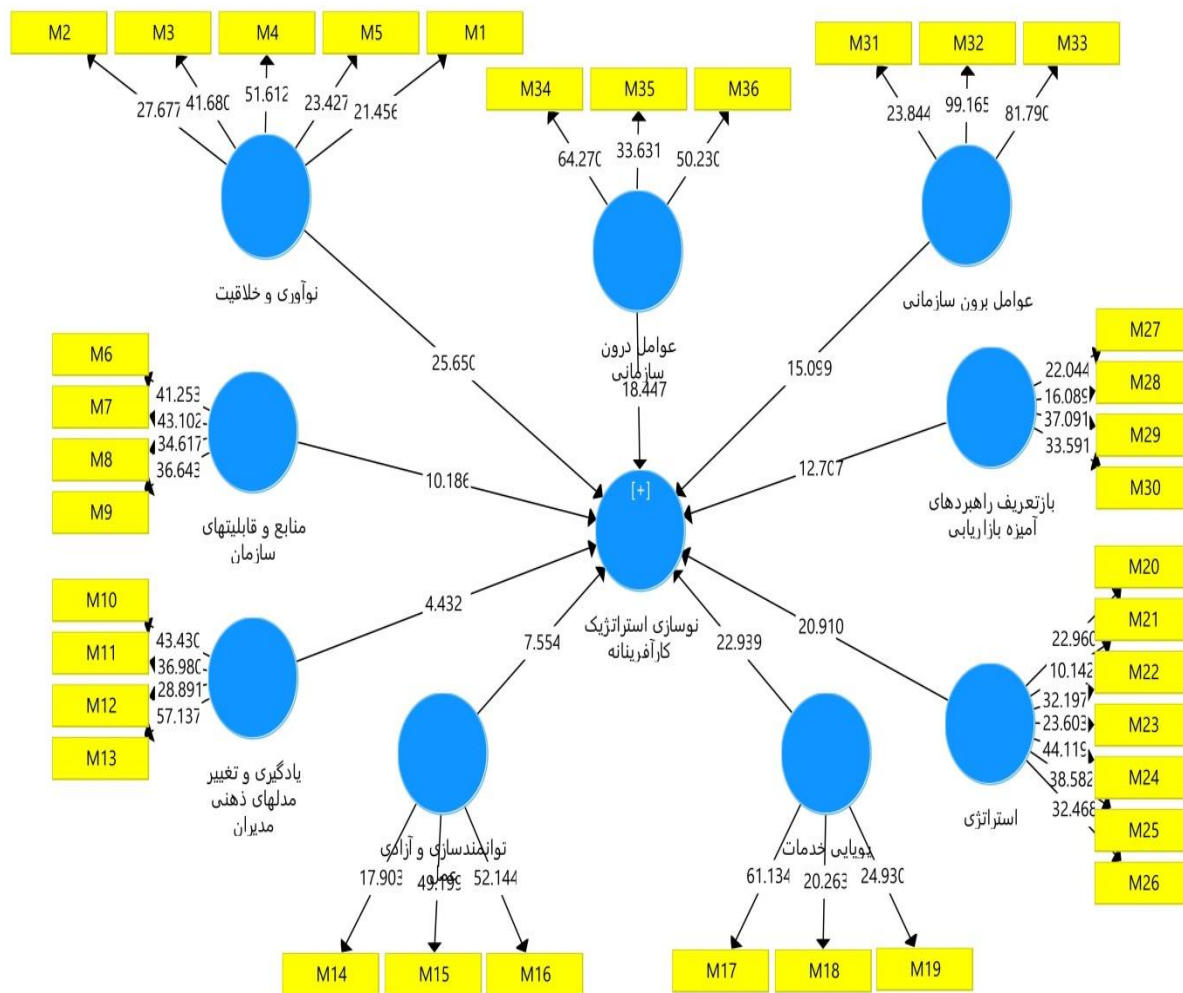 M2 M3 M4 M5 M1
M31 M32 M33
M34 M35 M36
27.677 41.680 51.612 23.427 21.456
23.844 99.165 81.790
64.270 33.631 50.230
نوآوری و خلاقیت
عوامل برون سازمانی
عوامل درون
سازمانی
18.447
25.650
15.099
M6
M7
M8
M9
41.253
43.102
34.617
36.643
منابع و قابلیتهای
سازمان
10.186
M27
M28
M29
M30
22.044
16.089
37.091
33.591
بازتعریف راهبردهای
آمیزه بازاریابی
12.707
[+]
نوسازی استراتژیک
کارآفرینانه
M10
M11
M12
M13
43.430
36.980
28.891
57.137
یادگیری و تغییر
مدلهای ذهنی
مدیران
4.432
7.554
22.939
20.910
M20
M21
M22
M23
M24
M25
M26
22.960
10.142
32.197
23.603
44.119
38.582
32.468
استراتژی
توانمندسازی و آزادی
17.903 49.199 52.144
پویایی خدمات
61.134 20.263 24.930
M14 M15 M16
M17 M18 M19